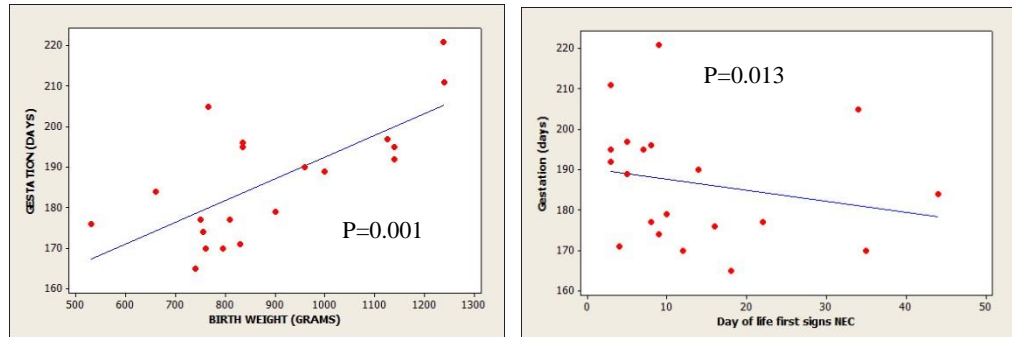 GESTATION (DAYS)
220
210
200
190
180
170
160
P=0.001
500 600 700 800 900 1000 1100 1200 1300
BIRTH WEIGHT (GRAMS)
Gestation (days)
220
210
200
190
180
170
160
P=0.013
0 10 20 30 40 50
Day of life first signs NEC